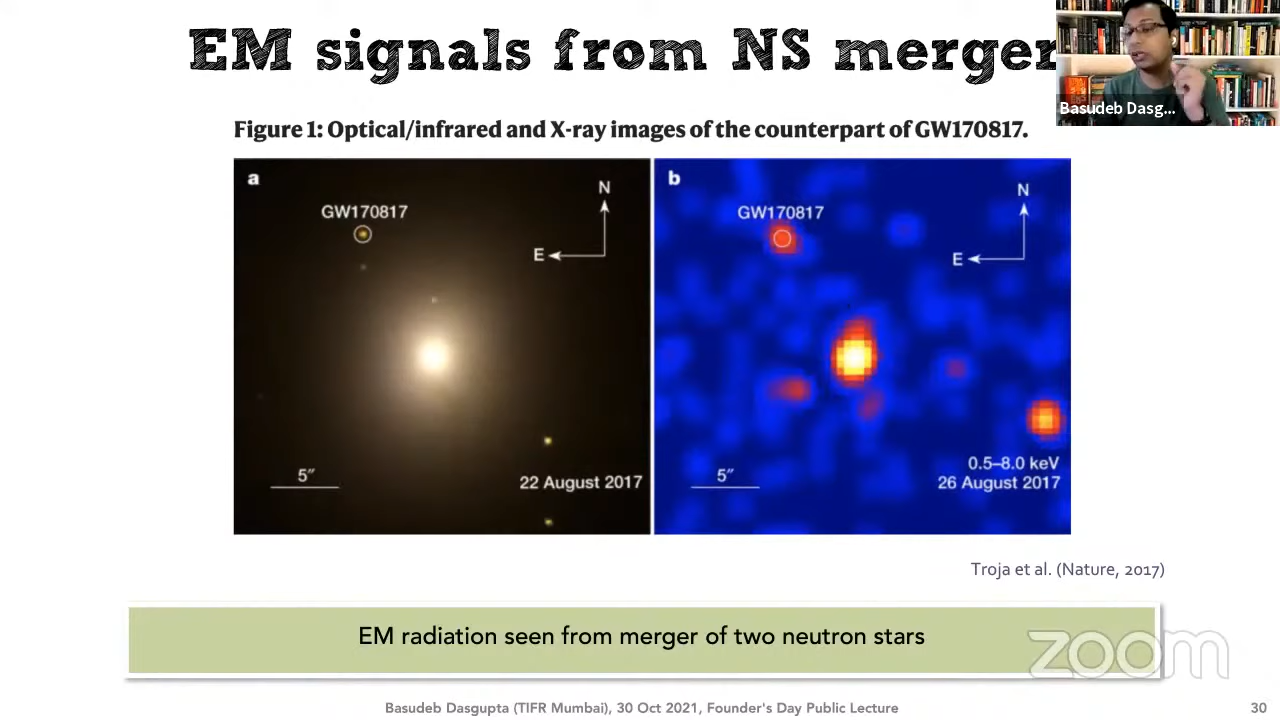 EM signals from NS merger
Basudeb Dasg...
Figure 1: Optical/infrared and X-ray images of the counterpart of GW170817.
a
N
GW170817
E
5″
22 August 2017
b
N
GW170817
E
5″
0.5–8.0 keV
26 August 2017
Troja et al. (Nature, 2017)
EM radiation seen from merger of two neutron stars
zoom
Basudeb Dasgupta (TIFR Mumbai), 30 Oct 2021, Founder's Day Public Lecture
30